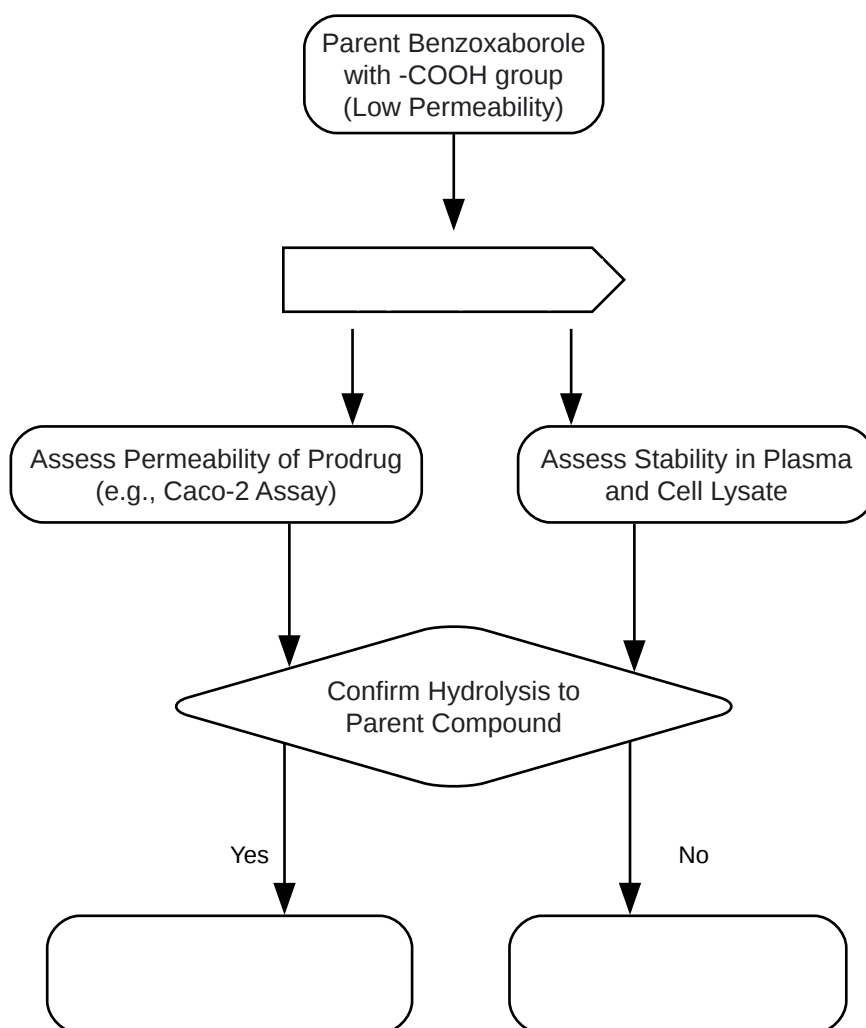 Parent Benzoxaborole
with -COOH group
(Low Permeability)
Assess Permeability of Prodrug
(e.g., Caco-2 Assay)
Assess Stability in Plasma
and Cell Lysate
Confirm Hydrolysis to
Parent Compound
Yes
No